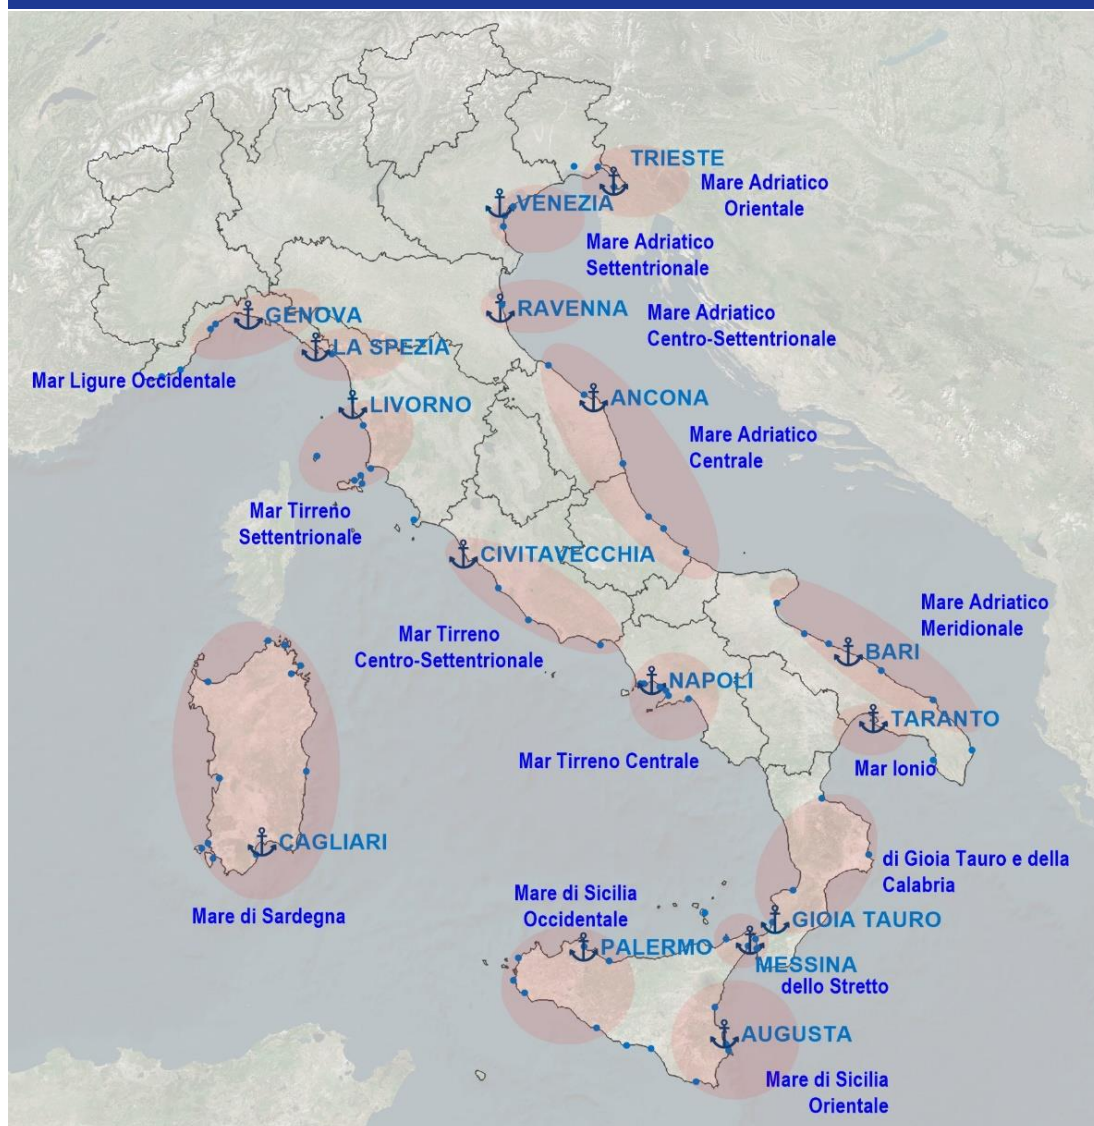 TRIESTE
Mare Adriatico
Orientale
VENEZIA
Mare Adriatico
Settentrionale
RAVENNA
Mare Adriatico
Centro-Settentrionale
GENOVA
LA SPEZIA
Mar Ligure Occidentale
LIVORNO
ANCONA
Mare Adriatico
Centrale
Mar Tirreno
Settentrionale
CIVITAVECCHIA
Mar Tirreno
Centro-Settentrionale
Mare Adriatico
Meridionale
BARI
NAPOLI
TARANTO
Mar Tirreno Centrale
Mar Ionio
CAGLIARI
Mare di Sardegna
di Gioia Tauro e della
Calabria
Mare di Sicilia
Occidentale
GIOIA TAURO
PALERMO
MESSINA
dello Stretto
AUGUSTA
Mare di Sicilia
Orientale